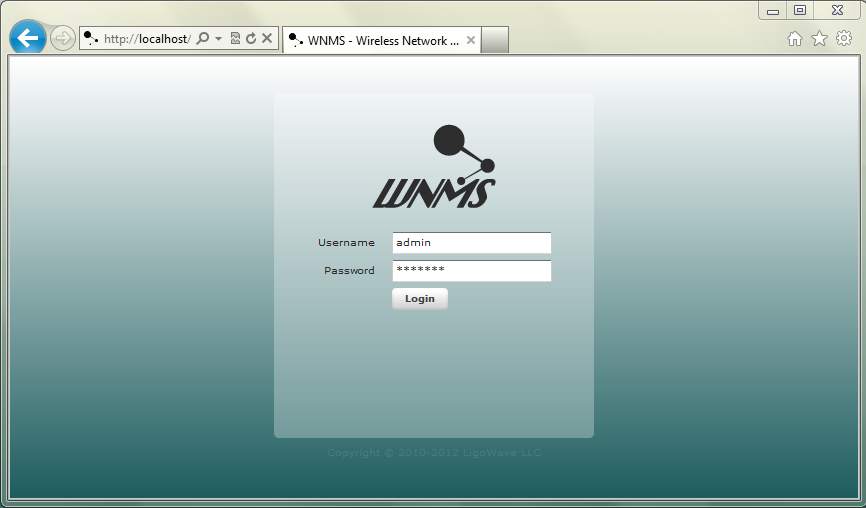 http://localhost/
WNMS - Wireless Network ...
WNMS
Username
admin
Password
*******
Login
Copyright © 2010-2012 LigoWave LLC